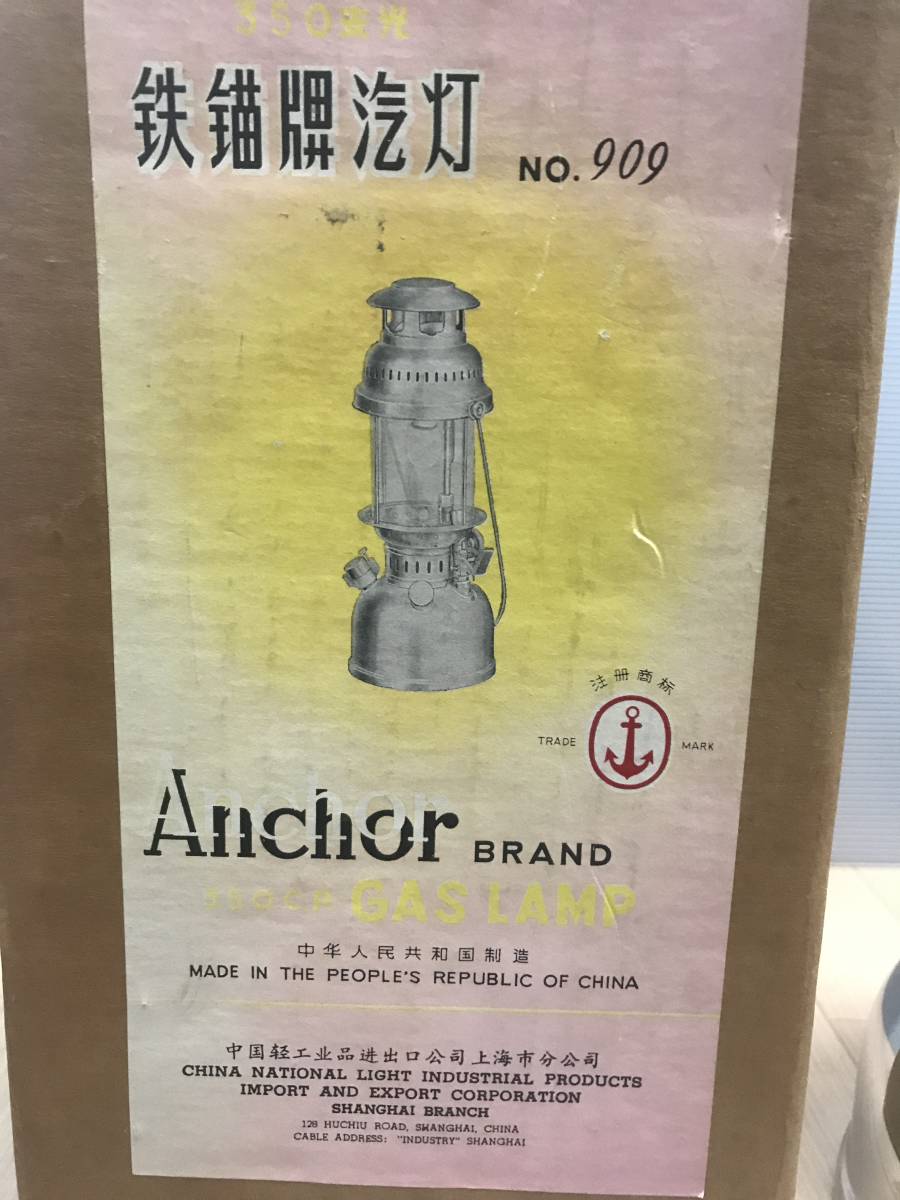 350支光
铁锚牌汽灯 NO. 909
注册商标
TRADE MARK
Anchor BRAND
350CP GAS LAMP
中华人民共和国制造
MADE IN THE PEOPLE'S REPUBLIC OF CHINA
中国轻工业品进出口公司上海市分公司
CHINA NATIONAL LIGHT INDUSTRIAL PRODUCTS
IMPORT AND EXPORT CORPORATION
SHANGHAI BRANCH
128 HUCHIU ROAD, SHANGHAI, CHINA
CABLE ADDRESS: "INDUSTRY" SHANGHAI